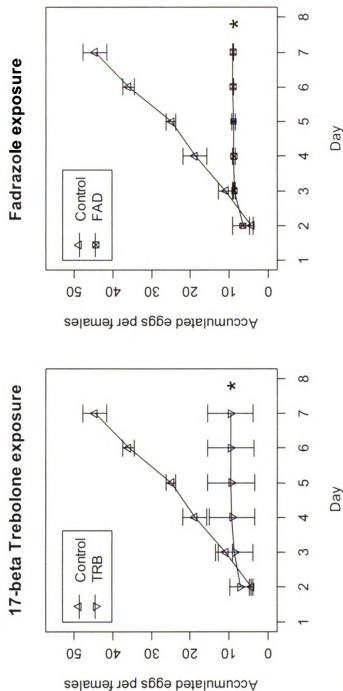 17-beta Trebolone exposure
Accumulated eggs per females
50
40
30
20
10
0
Control
TRB
*
1 2 3 4 5 6 7 8
Day
Fadrazole exposure
Accumulated eggs per females
50
40
30
20
10
0
Control
FAD
*
1 2 3 4 5 6 7 8
Day